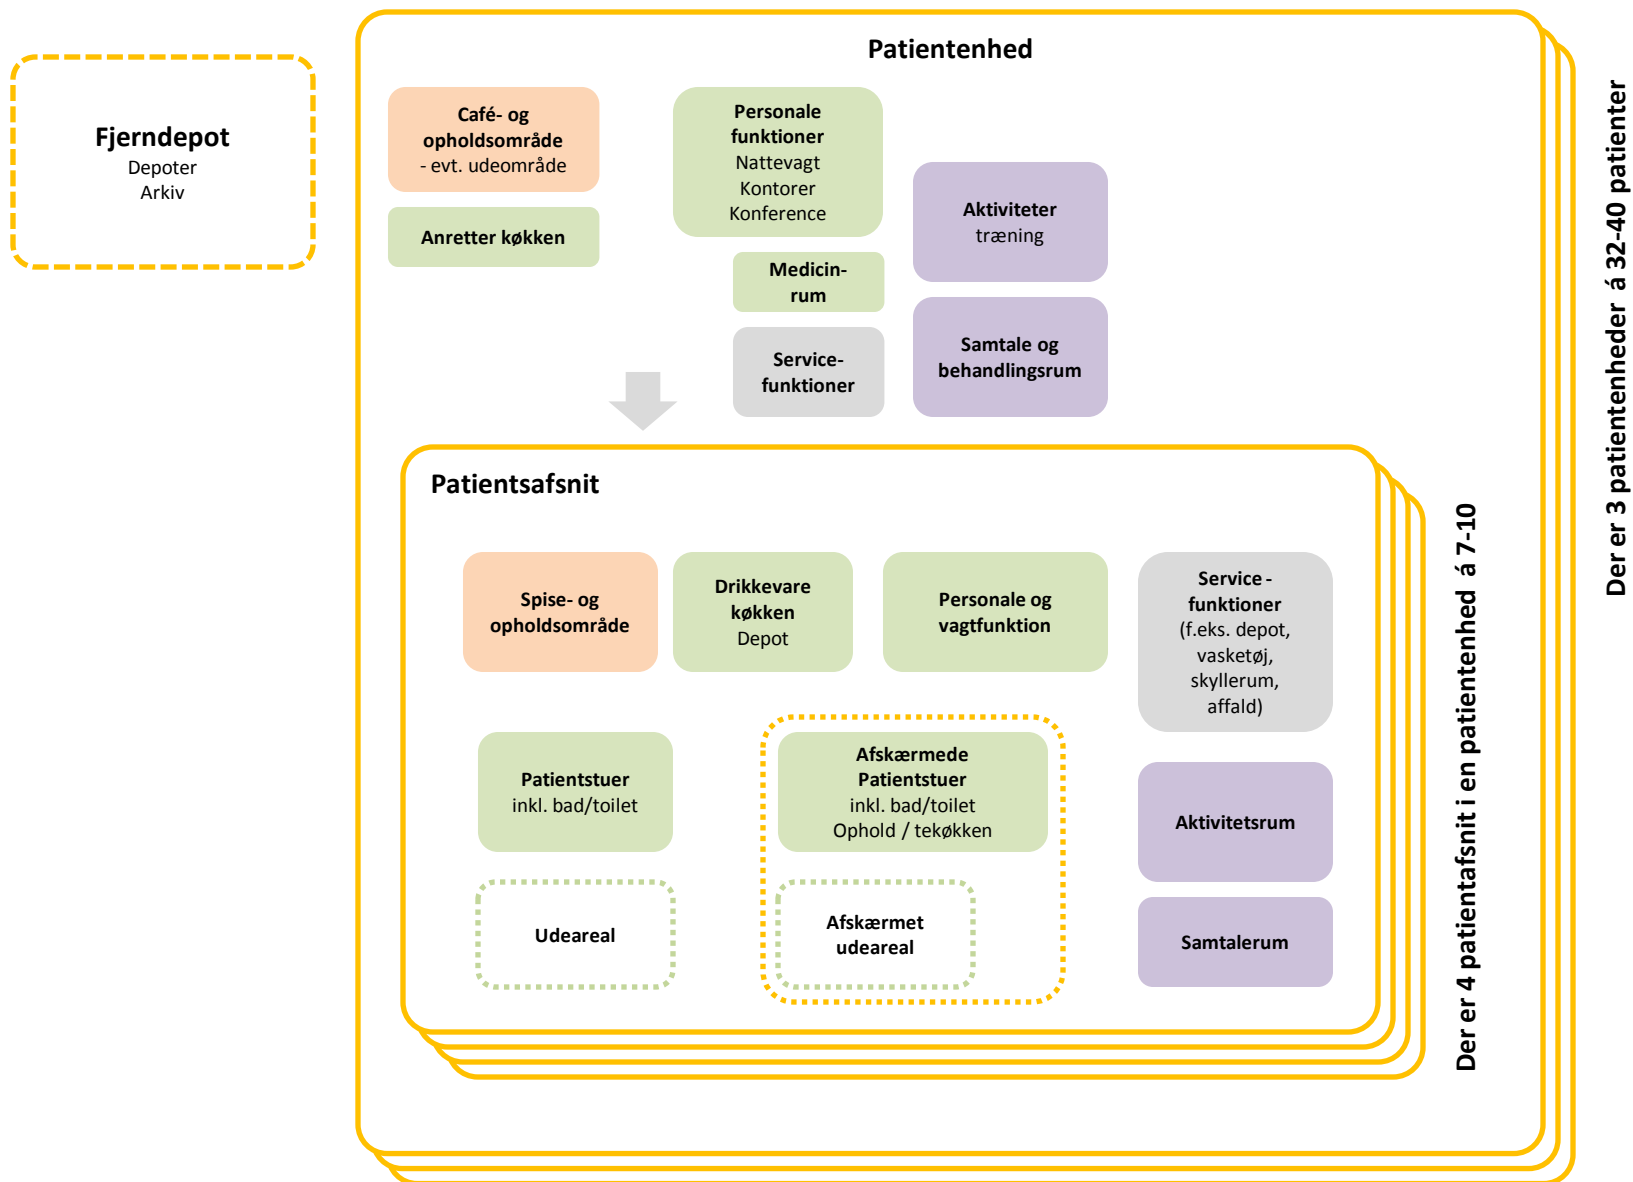 Patientenhed
Fjerndepot
Depoter
Arkiv
Café- og
opholdsområde
- evt. udeområde
Anretter køkken
Personale
funktioner
Nattevagt
Kontorer
Konference
Medicin-
rum
Service-
funktioner
Aktiviteter
træning
Samtale og
behandlingsrum
Patientsafsnit
Spise- og
opholdsområde
Drikkevare
køkken
Depot
Personale og
vagtfunktion
Service -
funktioner
(f.eks. depot,
vasketøj,
skyllerum,
affald)
Patientstuer
inkl. bad/toilet
Afskærmede
Patientstuer
inkl. bad/toilet
Ophold / tekøkken
Aktivitetsrum
Udeareal
Afskærmet
udeareal
Samtalerum
Der er 4 patientafsnit i en patientenhed á 7-10
Der er 3 patientenheder á 32-40 patienter